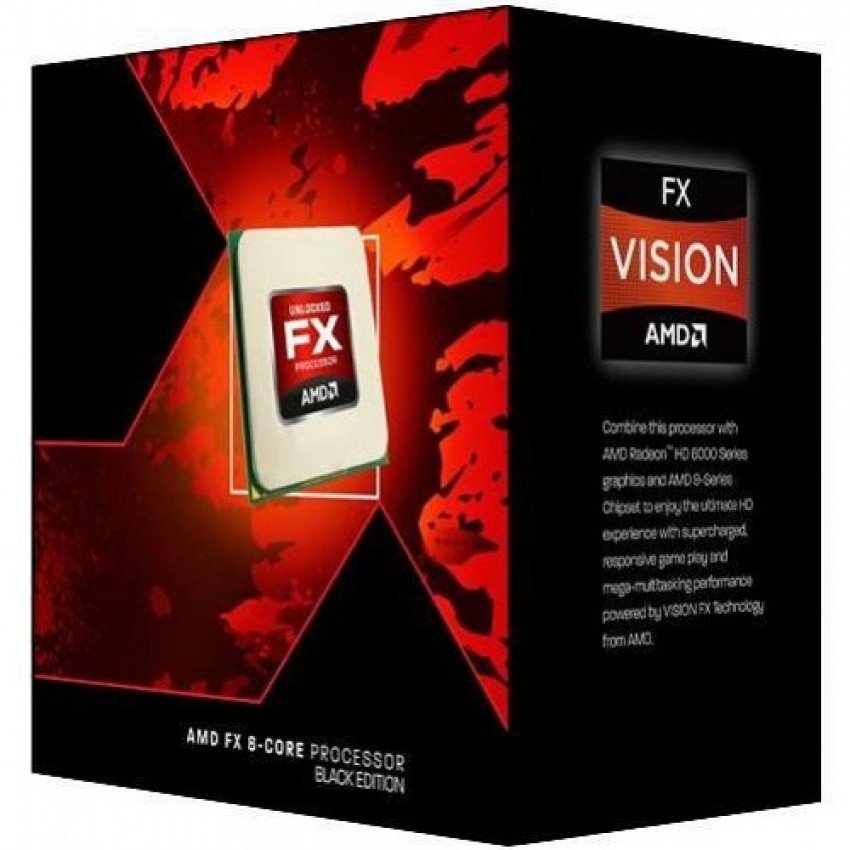 UNLOCKED
FX
PROCESSOR
AMD
AMD FX 8-CORE PROCESSOR
BLACK EDITION
FX
VISION
AMD
Combine this processor with
AMD Radeon™ HD 6000 Series
graphics and AMD 9-Series
Chipset to enjoy the ultimate HD
experience with supercharged,
responsive game play and
mega-multitasking performance
powered by VISION FX Technology
from AMD.